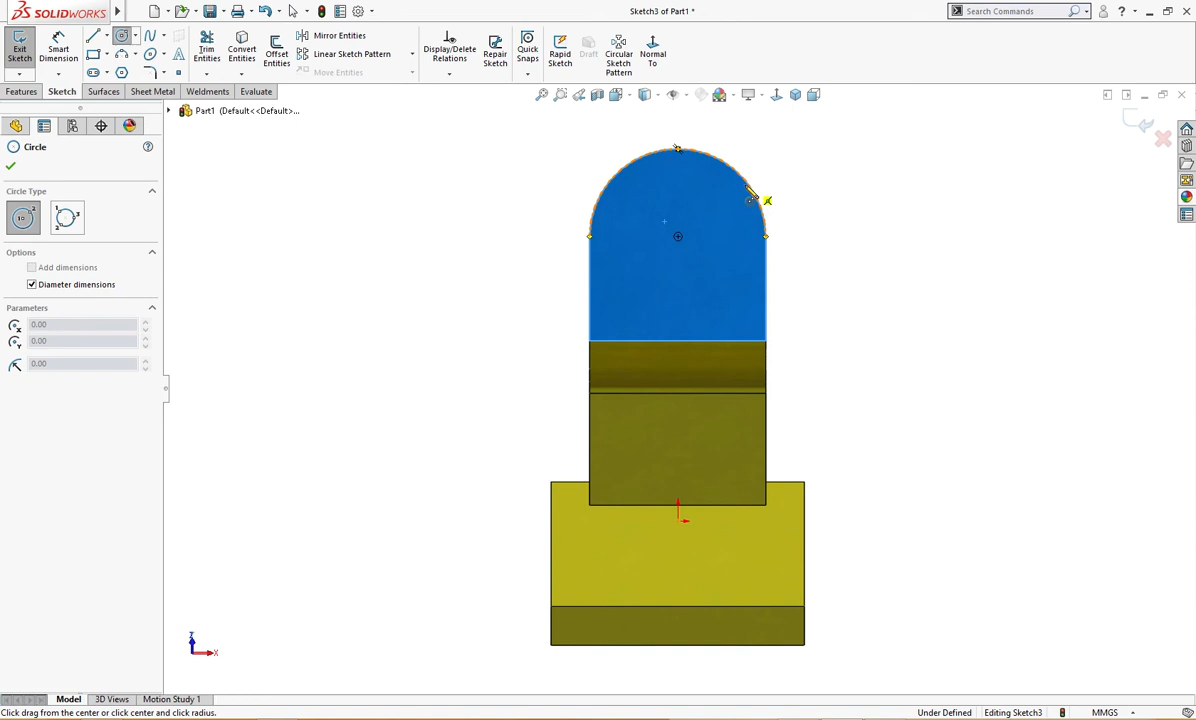 SOLIDWORKS
Sketch3 of Part1 *
Search Commands
Exit Sketch
Smart Dimension
Trim Entities
Convert Entities
Offset Entities
Mirror Entities
Linear Sketch Pattern
Move Entities
Display/Delete Relations
Repair Sketch
Quick Snaps
Rapid Sketch
Draft
Circular Sketch Pattern
Normal To
Features
Sketch
Surfaces
Sheet Metal
Weldments
Evaluate
Part1 (Default<<Default>...
Circle
Circle Type
Options
Add dimensions
Diameter dimensions
Parameters
0.00
0.00
0.00
Z
X
Model
3D Views
Motion Study 1
Click drag from the center or click center and click radius.
Under Defined
Editing Sketch3
MMGS